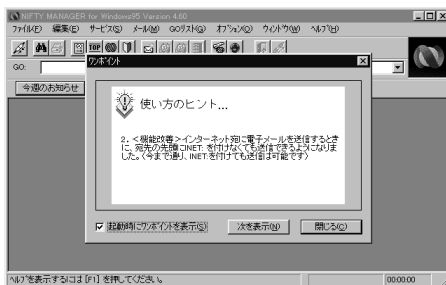 NIFTY MANAGER for Windows95 Version 4.60
ファイル(F) 編集(E) サービス(S) メール(M) GOリスト(G) オプション(O) ウィンドウ(W) ヘルプ(H)
GO:
今週のお知らせ
ワンポイント
使い方のヒント...
2．＜機能改善＞インターネット宛に電子メールを送信するとき
に、宛先の先頭にINET: を付けなくても送信できるようになりま
した。（今まで通り、INET:を付けても送信は可能です）
起動時にワンポイントを表示(S)
次を表示(N)
閉じる(C)
ヘルプを表示するには [F1] を押してください。
00:00:00